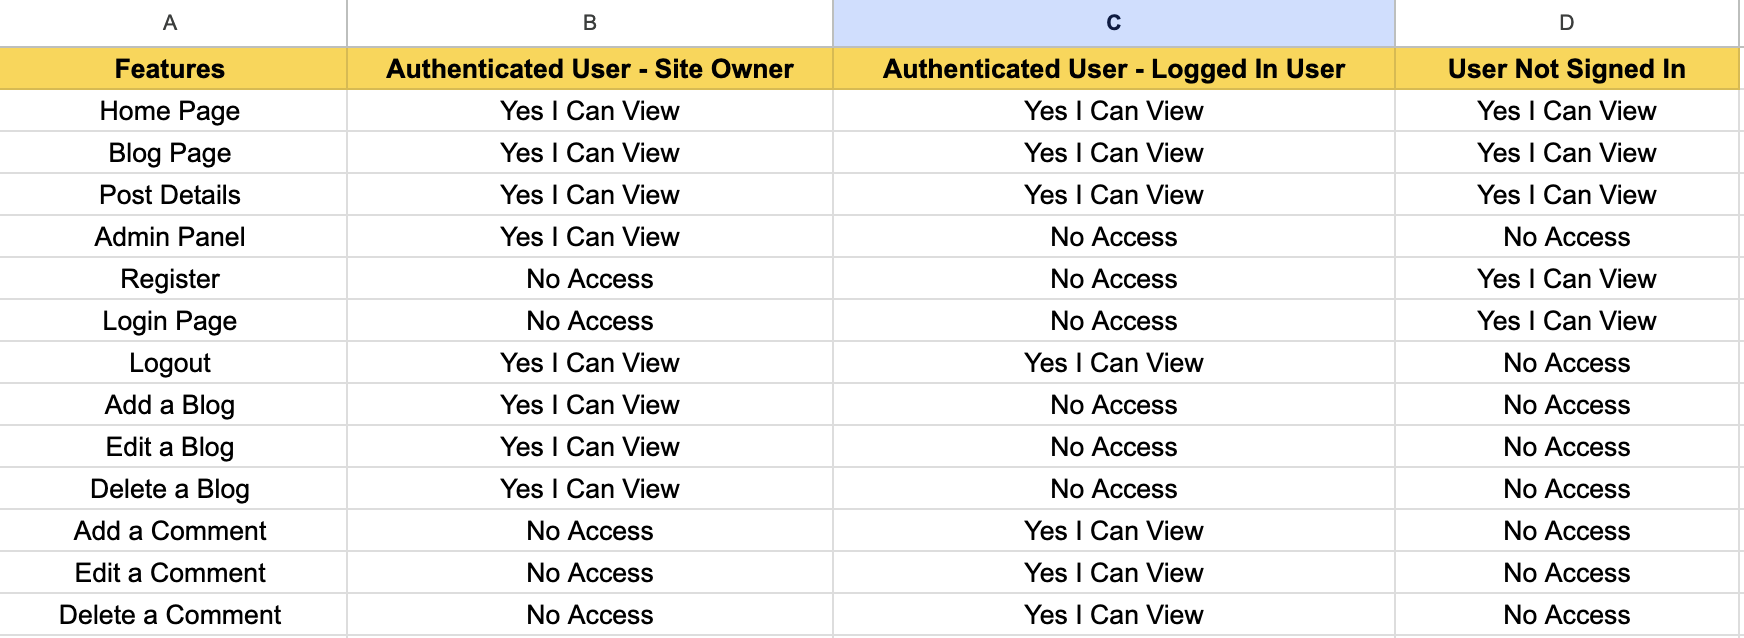 A B C D
Features Authenticated User - Site Owner Authenticated User - Logged In User User Not Signed In
Home Page Yes I Can View Yes I Can View Yes I Can View
Blog Page Yes I Can View Yes I Can View Yes I Can View
Post Details Yes I Can View Yes I Can View Yes I Can View
Admin Panel Yes I Can View No Access No Access
Register No Access No Access Yes I Can View
Login Page No Access No Access Yes I Can View
Logout Yes I Can View Yes I Can View No Access
Add a Blog Yes I Can View No Access No Access
Edit a Blog Yes I Can View No Access No Access
Delete a Blog Yes I Can View No Access No Access
Add a Comment No Access Yes I Can View No Access
Edit a Comment No Access Yes I Can View No Access
Delete a Comment No Access Yes I Can View No Access